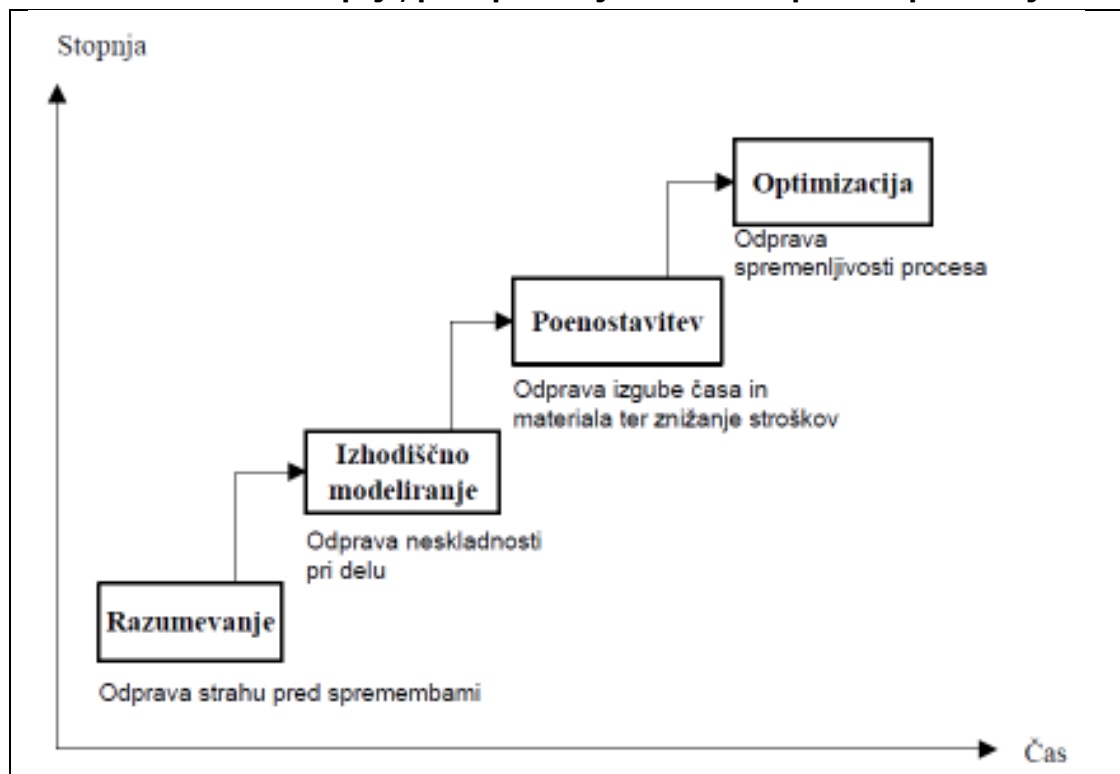 Stopnja
Optimizacija
Odprava
spremenljivosti procesa
Poenostavitev
Odprava izgube časa in
materiala ter znižanje stroškov
Izhodiščno
modeliranje
Odprava neskladnosti
pri delu
Razumevanje
Odprava strahu pred spremembami
Čas